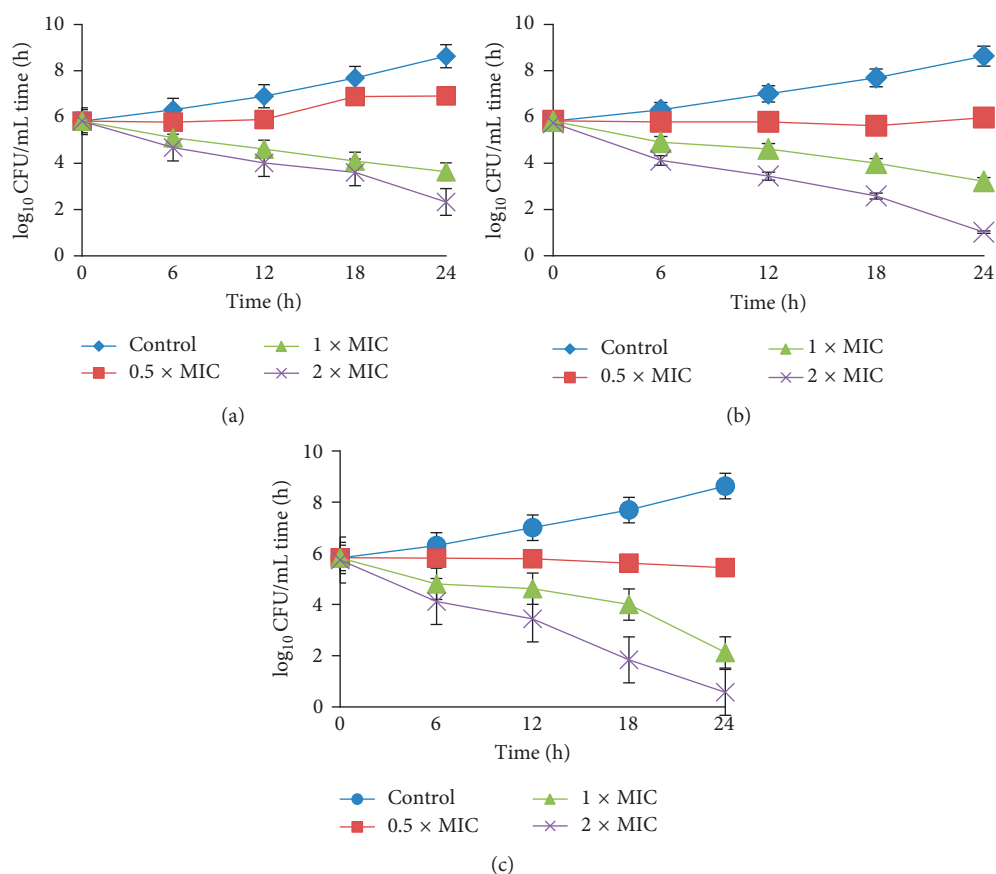 log₁₀ CFU/mL time (h)
10
8
6
4
2
0
0 6 12 18 24
Time (h)
Control
1 × MIC
0.5 × MIC
2 × MIC
(a)
log₁₀ CFU/mL time (h)
10
8
6
4
2
0
0 6 12 18 24
Time (h)
Control
1 × MIC
0.5 × MIC
2 × MIC
(b)
log₁₀ CFU/mL time (h)
10
8
6
4
2
0
0 6 12 18 24
Time (h)
Control
1 × MIC
0.5 × MIC
2 × MIC
(c)